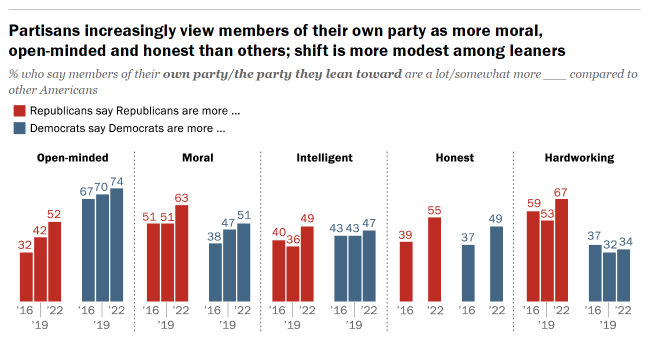 Partisans increasingly view members of their own party as more moral,
open-minded and honest than others; shift is more modest among leaners
% who say members of their own party/the party they lean toward are a lot/somewhat more ___ compared to
other Americans
Republicans say Republicans are more ...
Democrats say Democrats are more ...
Open-minded
32 42 52 67 70 74
'16 '19 '22 '16 '19 '22
Moral
51 51 63 38 47 51
'16 '19 '22 '16 '19 '22
Intelligent
40 36 49 43 43 47
'16 '19 '22 '16 '19 '22
Honest
39 55 37 49
'16 '22 '16 '22
Hardworking
59 53 67 37 32 34
'16 '19 '22 '16 '19 '22